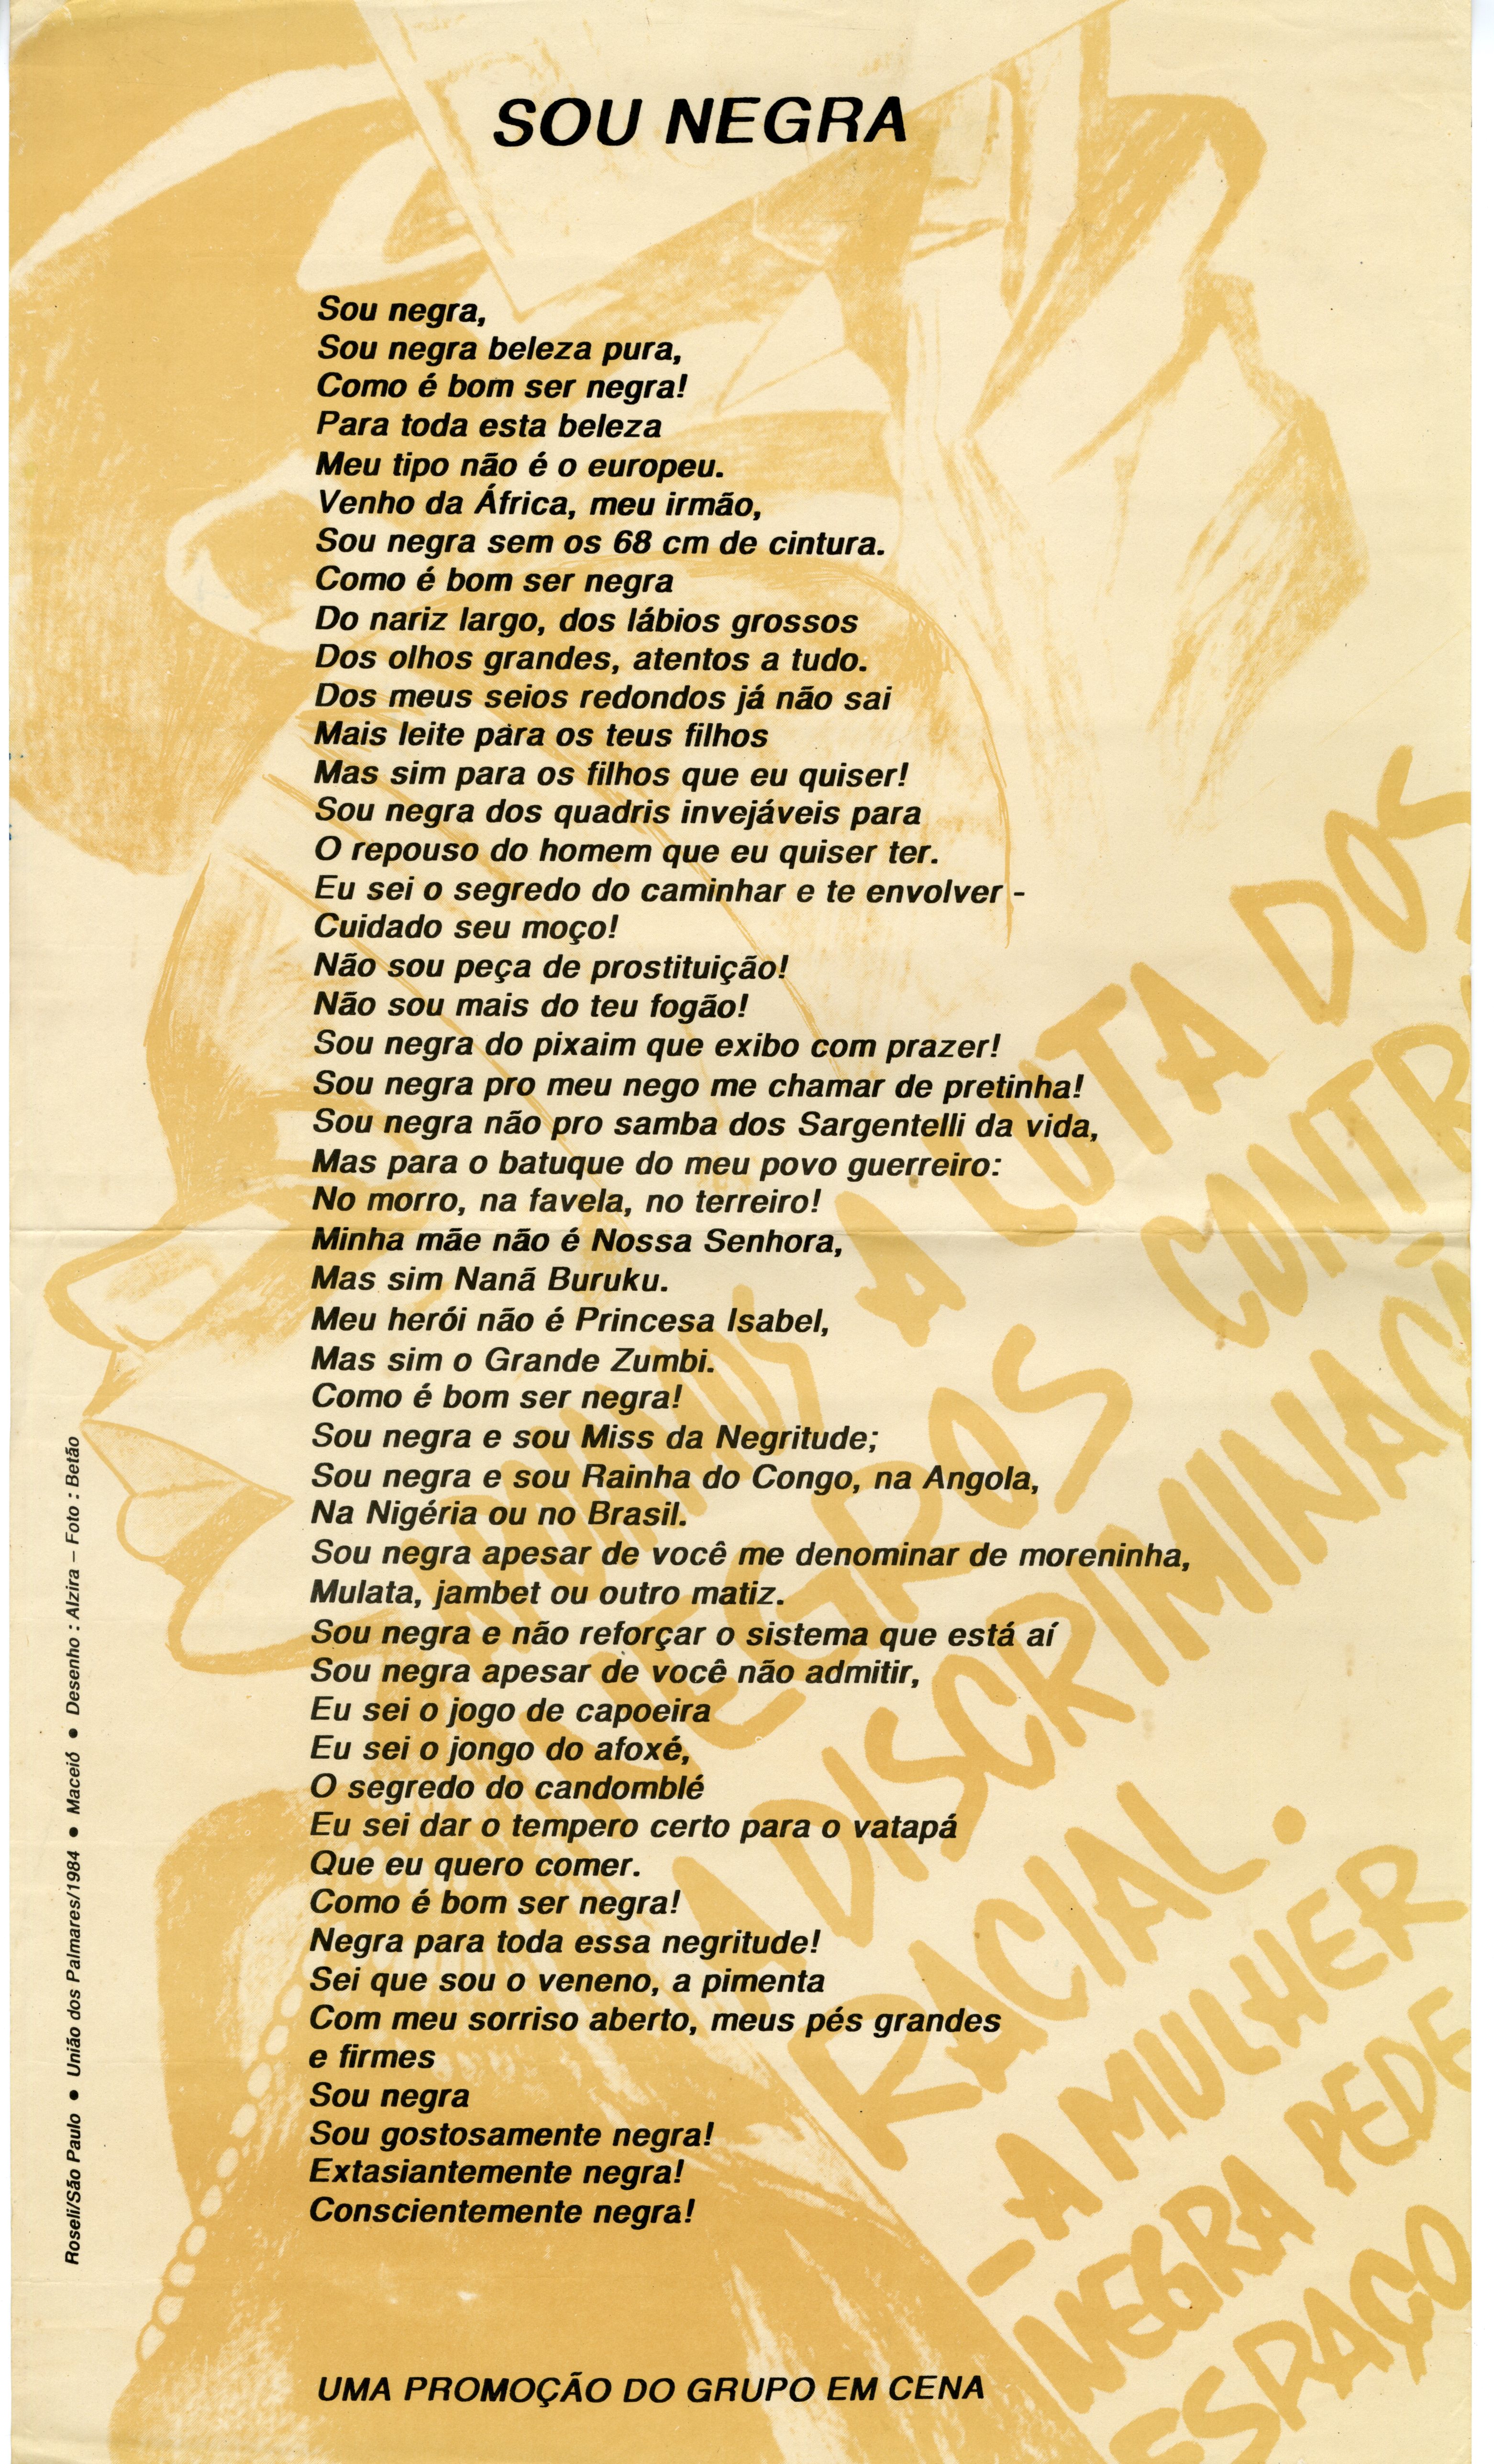 SOU NEGRA
Sou negra,
Sou negra beleza pura,
Como é bom ser negra!
Para toda esta beleza
Meu tipo não é o europeu.
Venho da África, meu irmão,
Sou negra sem os 68 cm de cintura.
Como é bom ser negra
Do nariz largo, dos lábios grossos
Dos olhos grandes, atentos a tudo.
Dos meus seios redondos já não sai
Mais leite para os teus filhos
Mas sim para os filhos que eu quiser!
Sou negra dos quadris invejáveis para
O repouso do homem que eu quiser ter.
Eu sei o segredo do caminhar e te envolver -
Cuidado seu moço!
Não sou peça de prostituição!
Não sou mais do teu fogão!
Sou negra do pixaim que exibo com prazer!
Sou negra pro meu nego me chamar de pretinha!
Sou negra não pro samba dos Sargentelli da vida,
Mas para o batuque do meu povo guerreiro:
No morro, na favela, no terreiro!
Minha mãe não é Nossa Senhora,
Mas sim Nanã Buruku.
Meu herói não é Princesa Isabel,
Mas sim o Grande Zumbi.
Como é bom ser negra!
Sou negra e sou Miss da Negritude;
Sou negra e sou Rainha do Congo, na Angola,
Na Nigéria ou no Brasil.
Sou negra apesar de você me denominar de moreninha,
Mulata, jambet ou outro matiz.
Sou negra e não reforçar o sistema que está aí
Sou negra apesar de você não admitir,
Eu sei o jogo de capoeira
Eu sei o jongo do afoxé,
O segredo do candomblé
Eu sei dar o tempero certo para o vatapá
Que eu quero comer.
Como é bom ser negra!
Negra para toda essa negritude!
Sei que sou o veneno, a pimenta
Com meu sorriso aberto, meus pés grandes
e firmes
Sou negra
Sou gostosamente negra!
Extasiantemente negra!
Conscientemente negra!
UMA PROMOÇÃO DO GRUPO EM CENA
Roseli/São Paulo • União dos Palmares/1984 • Maceió • Desenho : Alzira – Foto : Betão
A LUTA DOS
NEGROS CONTR
A DISCRIMINAÇÃ
RACIAL.
- A MULHER
NEGRA PEDE
ESPAÇO